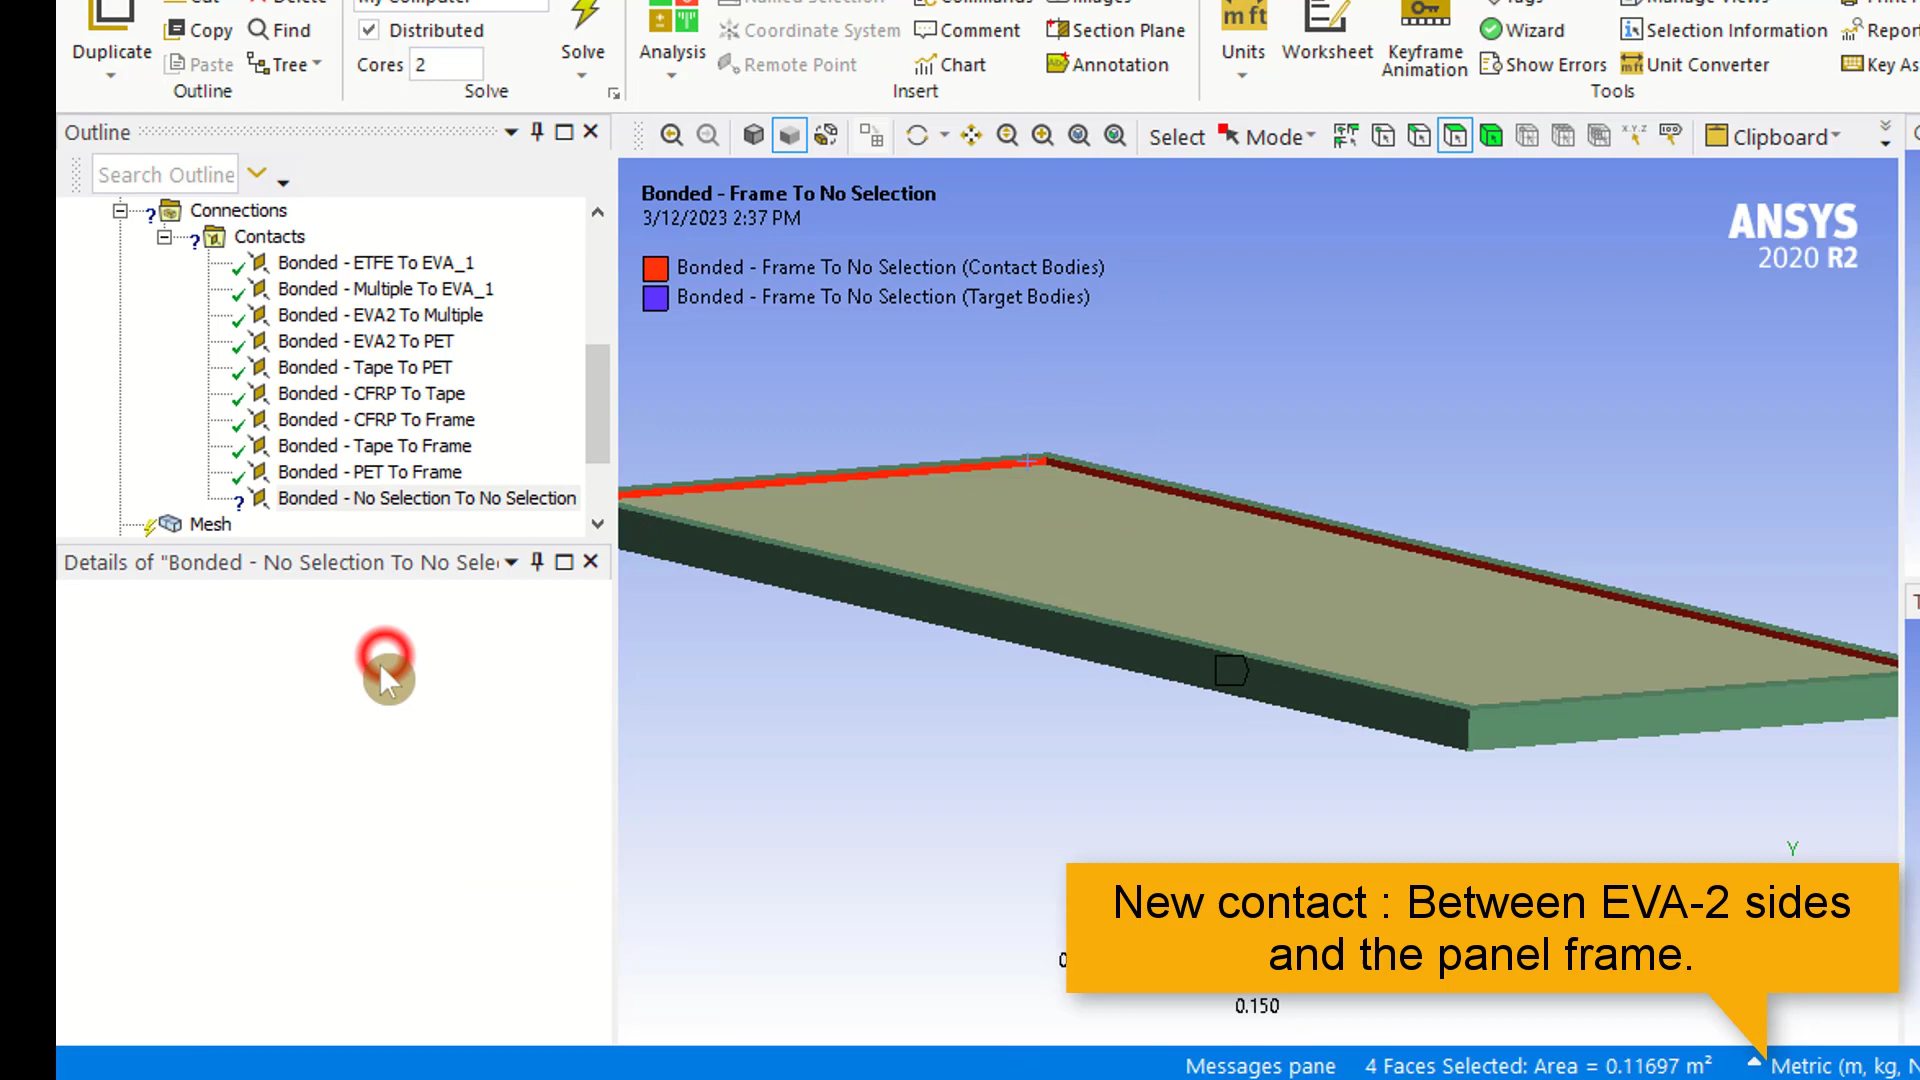 Duplicate
Copy
Paste
Find
Tree
Outline
Distributed
Cores 2
Solve
Solve
Analysis
Coordinate System
Remote Point
Comment
Chart
Section Plane
Annotation
Insert
Units
Worksheet
Keyframe
Animation
Wizard
Show Errors
Selection Information
Unit Converter
Tools
Outline
Search Outline
Select
Mode
Clipboard
Connections
Contacts
Bonded - ETFE To EVA_1
Bonded - Multiple To EVA_1
Bonded - EVA2 To Multiple
Bonded - EVA2 To PET
Bonded - Tape To PET
Bonded - CFRP To Tape
Bonded - CFRP To Frame
Bonded - Tape To Frame
Bonded - PET To Frame
Bonded - No Selection To No Selection
Mesh
Details of "Bonded - No Selection To No Sele
Bonded - Frame To No Selection
3/12/2023 2:37 PM
Bonded - Frame To No Selection (Contact Bodies)
Bonded - Frame To No Selection (Target Bodies)
ANSYS
2020 R2
Y
New contact : Between EVA-2 sides
and the panel frame.
0.150
Messages pane
4 Faces Selected: Area = 0.11697 m²
Metric (m, kg, N